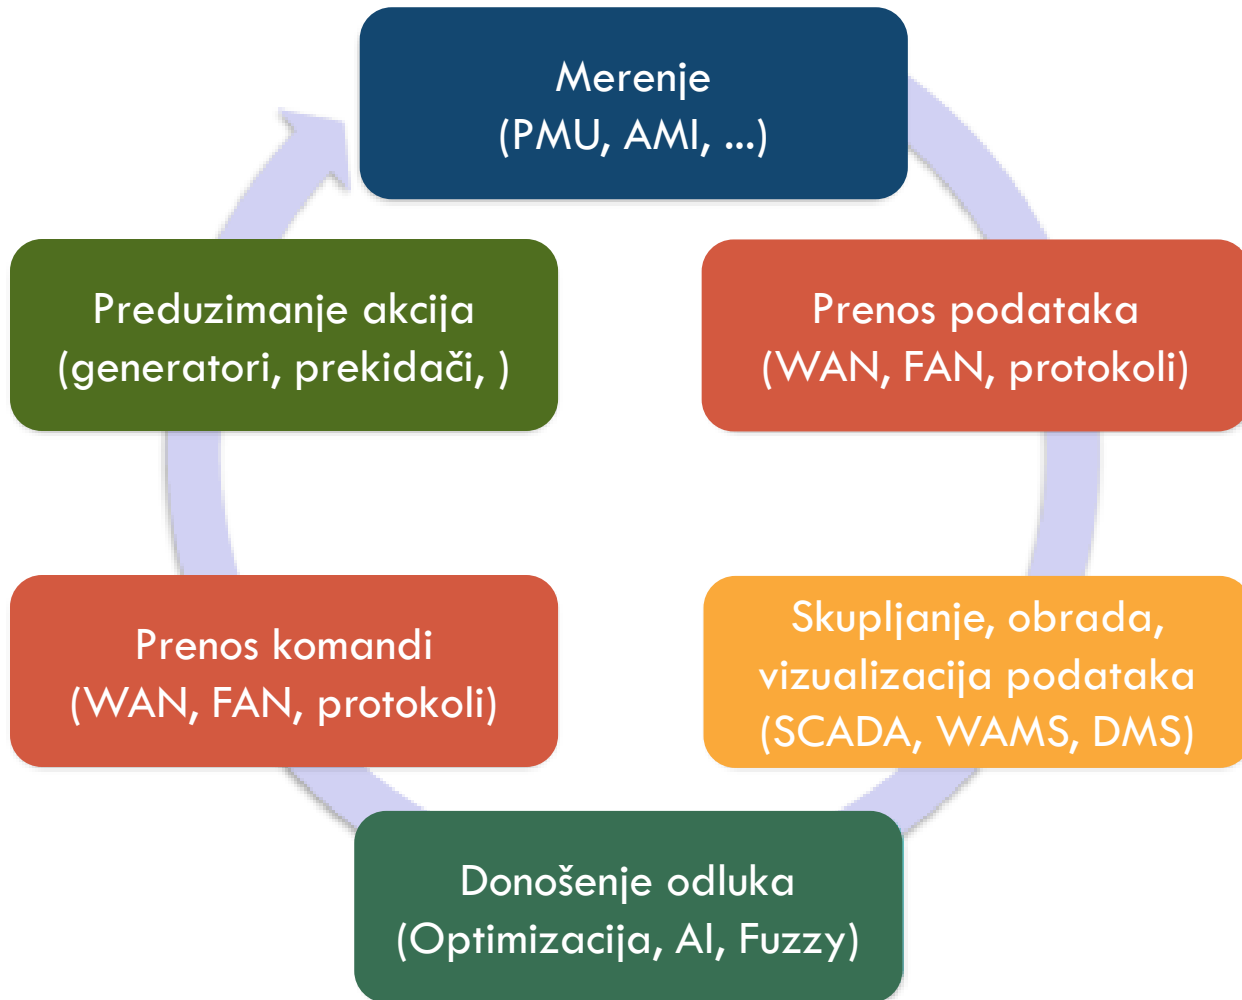 Merenje
(PMU, AMI, ...)
Prenos podataka
(WAN, FAN, protokoli)
Skupljanje, obrada,
vizualizacija podataka
(SCADA, WAMS, DMS)
Donošenje odluka
(Optimizacija, AI, Fuzzy)
Prenos komandi
(WAN, FAN, protokoli)
Preduzimanje akcija
(generatori, prekidači, )